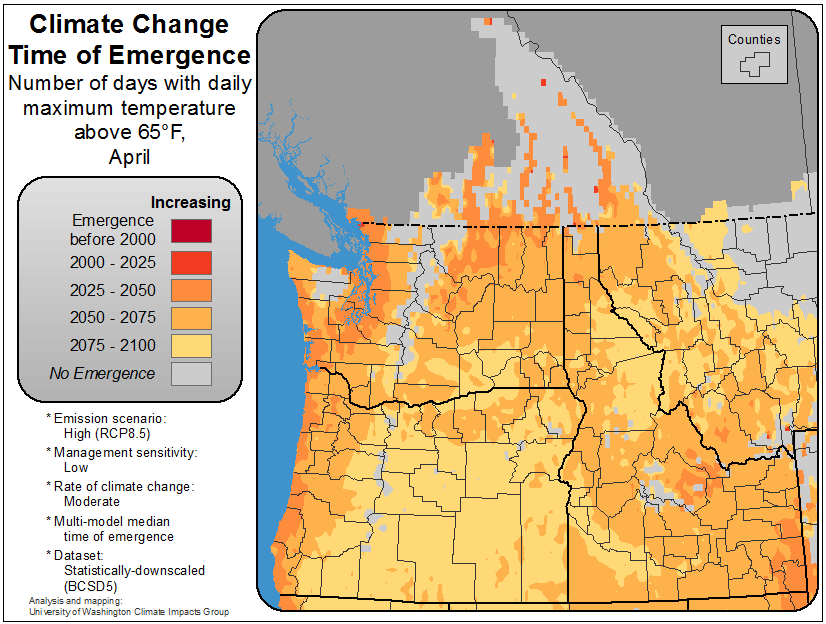 Climate Change
Time of Emergence
Number of days with daily
maximum temperature
above 65°F,
April
Increasing
Emergence
before 2000
2000 - 2025
2025 - 2050
2050 - 2075
2075 - 2100
No Emergence
* Emission scenario:
High (RCP8.5)
* Management sensitivity:
Low
* Rate of climate change:
Moderate
* Multi-model median
time of emergence
* Dataset:
Statistically-downscaled
(BCSD5)
Analysis and mapping:
University of Washington Climate Impacts Group
Counties